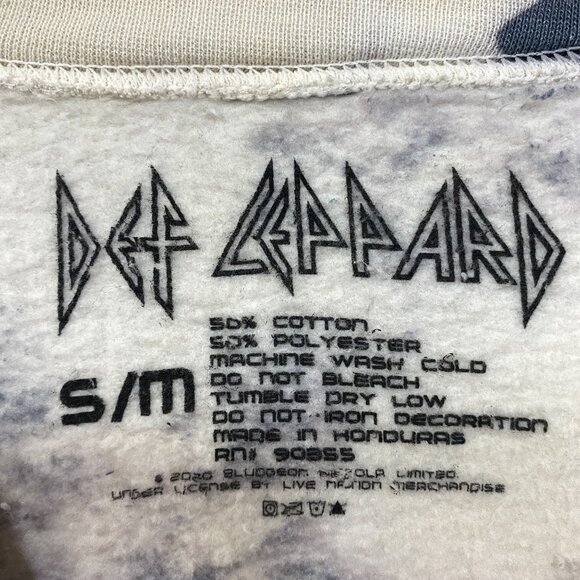 DEF LEPPARD
S/M
50% COTTON
50% POLYESTER
MACHINE WASH COLD
DO NOT BLEACH
TUMBLE DRY LOW
DO NOT IRON DECORATION
MADE IN HONDURAS
RN# 90355
© 2020 BLUDGEON RIFFOLA LIMITED.
UNDER LICENSE BY LIVE NATION MERCHANDISE